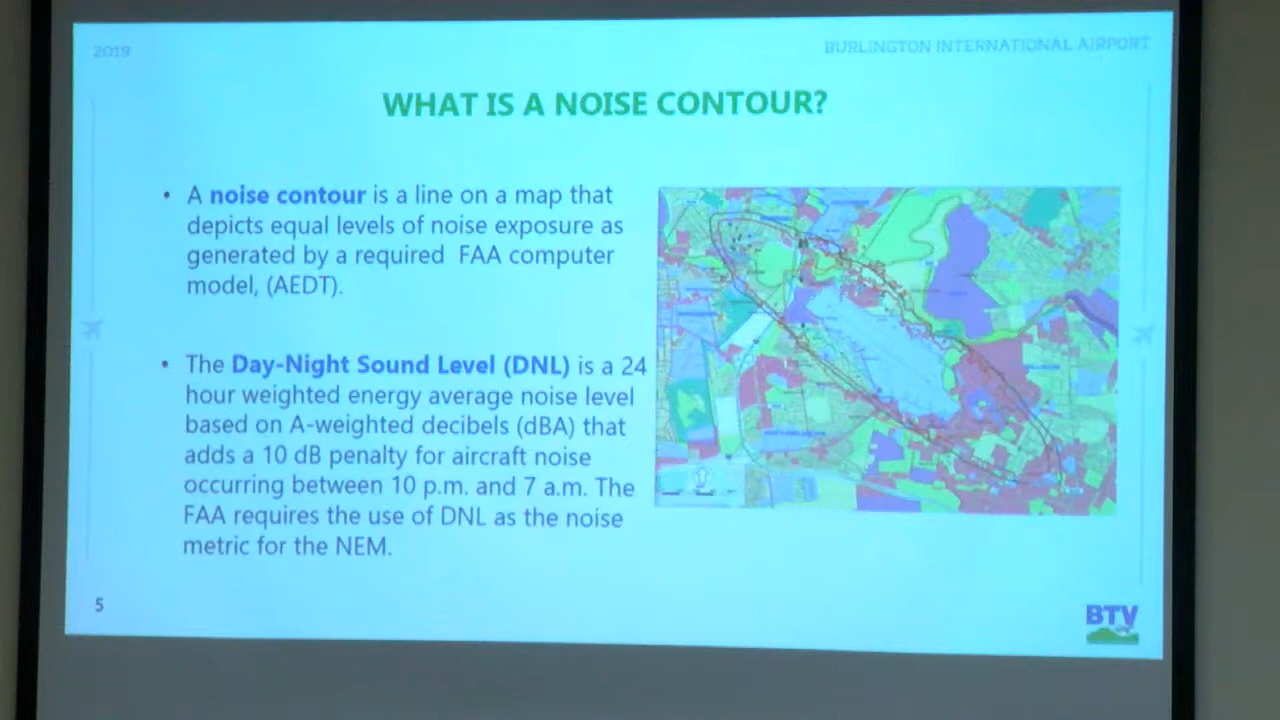 2019
BURLINGTON INTERNATIONAL AIRPORT
WHAT IS A NOISE CONTOUR?
• A noise contour is a line on a map that
depicts equal levels of noise exposure as
generated by a required FAA computer
model, (AEDT).
• The Day-Night Sound Level (DNL) is a 24
hour weighted energy average noise level
based on A-weighted decibels (dBA) that
adds a 10 dB penalty for aircraft noise
occurring between 10 p.m. and 7 a.m. The
FAA requires the use of DNL as the noise
metric for the NEM.
5
BTV